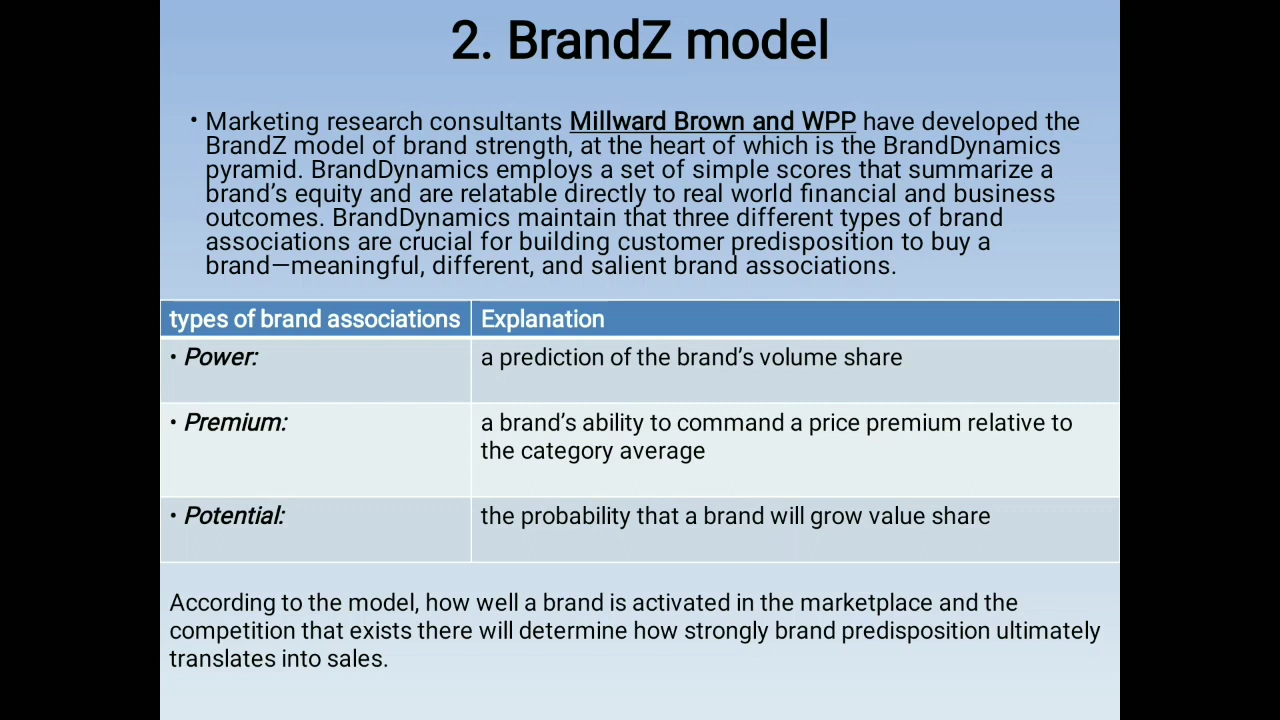 2. BrandZ model
• Marketing research consultants Millward Brown and WPP have developed the
BrandZ model of brand strength, at the heart of which is the BrandDynamics
pyramid. BrandDynamics employs a set of simple scores that summarize a
brand’s equity and are relatable directly to real world financial and business
outcomes. BrandDynamics maintain that three different types of brand
associations are crucial for building customer predisposition to buy a
brand—meaningful, different, and salient brand associations.
types of brand associations Explanation
• Power: a prediction of the brand’s volume share
• Premium: a brand’s ability to command a price premium relative to
the category average
• Potential: the probability that a brand will grow value share
According to the model, how well a brand is activated in the marketplace and the
competition that exists there will determine how strongly brand predisposition ultimately
translates into sales.